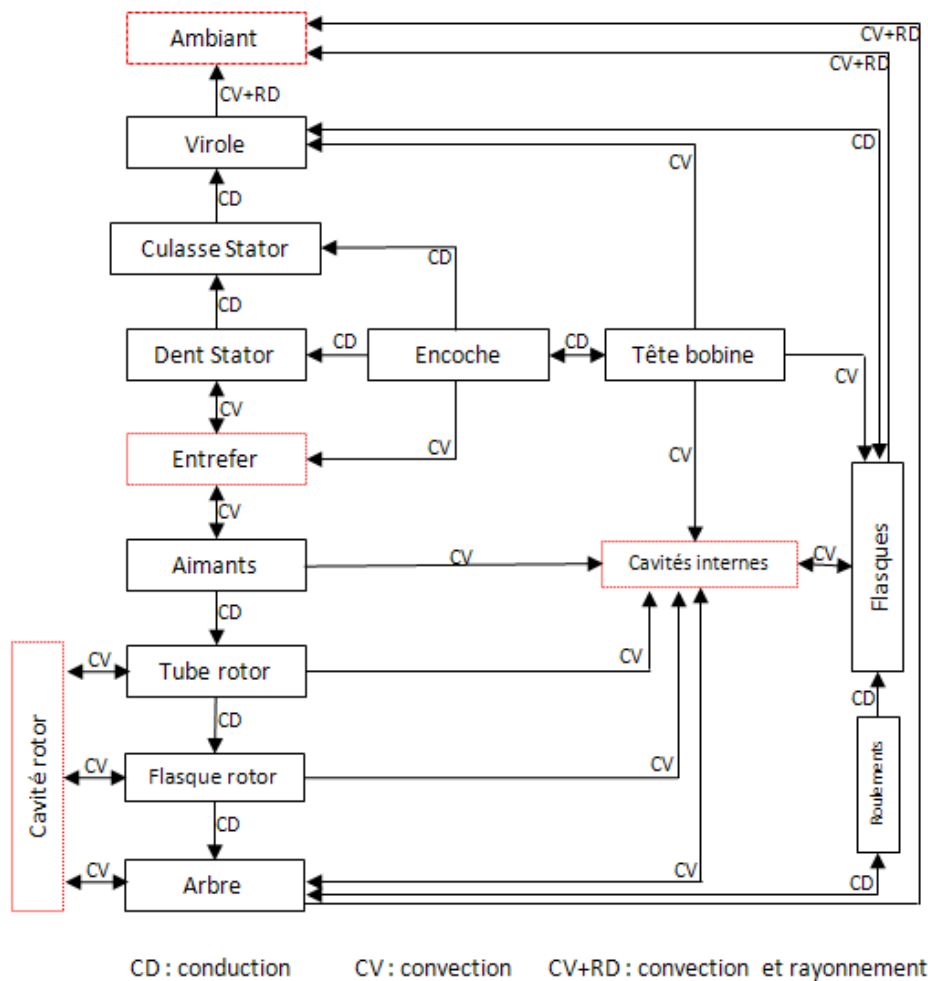 Ambiant
CV+RD
CV+RD
CV+RD
Virole
CD
CV
CD
Culasse Stator
CD
CD
Dent Stator
CD
Encoche
CD
Tête bobine
CV
CV
CV
CV
Entrefer
CV
Aimants
CV
Cavités internes
CV
Flasques
CD
CV
Tube rotor
CV
CD
CD
Cavité rotor
CV
Flasque rotor
CV
Roulements
CD
CV
Arbre
CV
CD
CD : conduction
CV : convection
CV+RD : convection et rayonnement